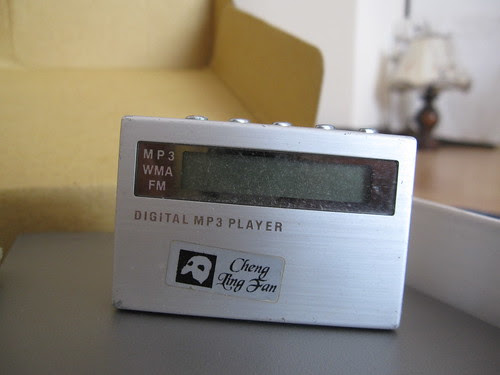 MP3
WMA
FM
DIGITAL MP3 PLAYER
Cheng
Ling Fan